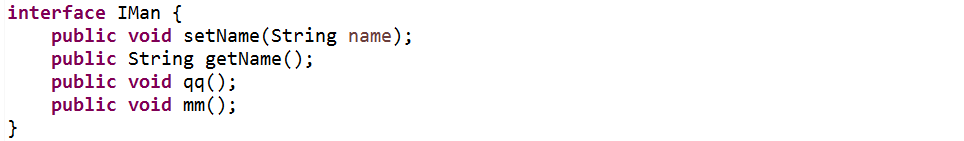 interface IMan {
    public void setName(String name);
    public String getName();
    public void qq();
    public void mm();
}